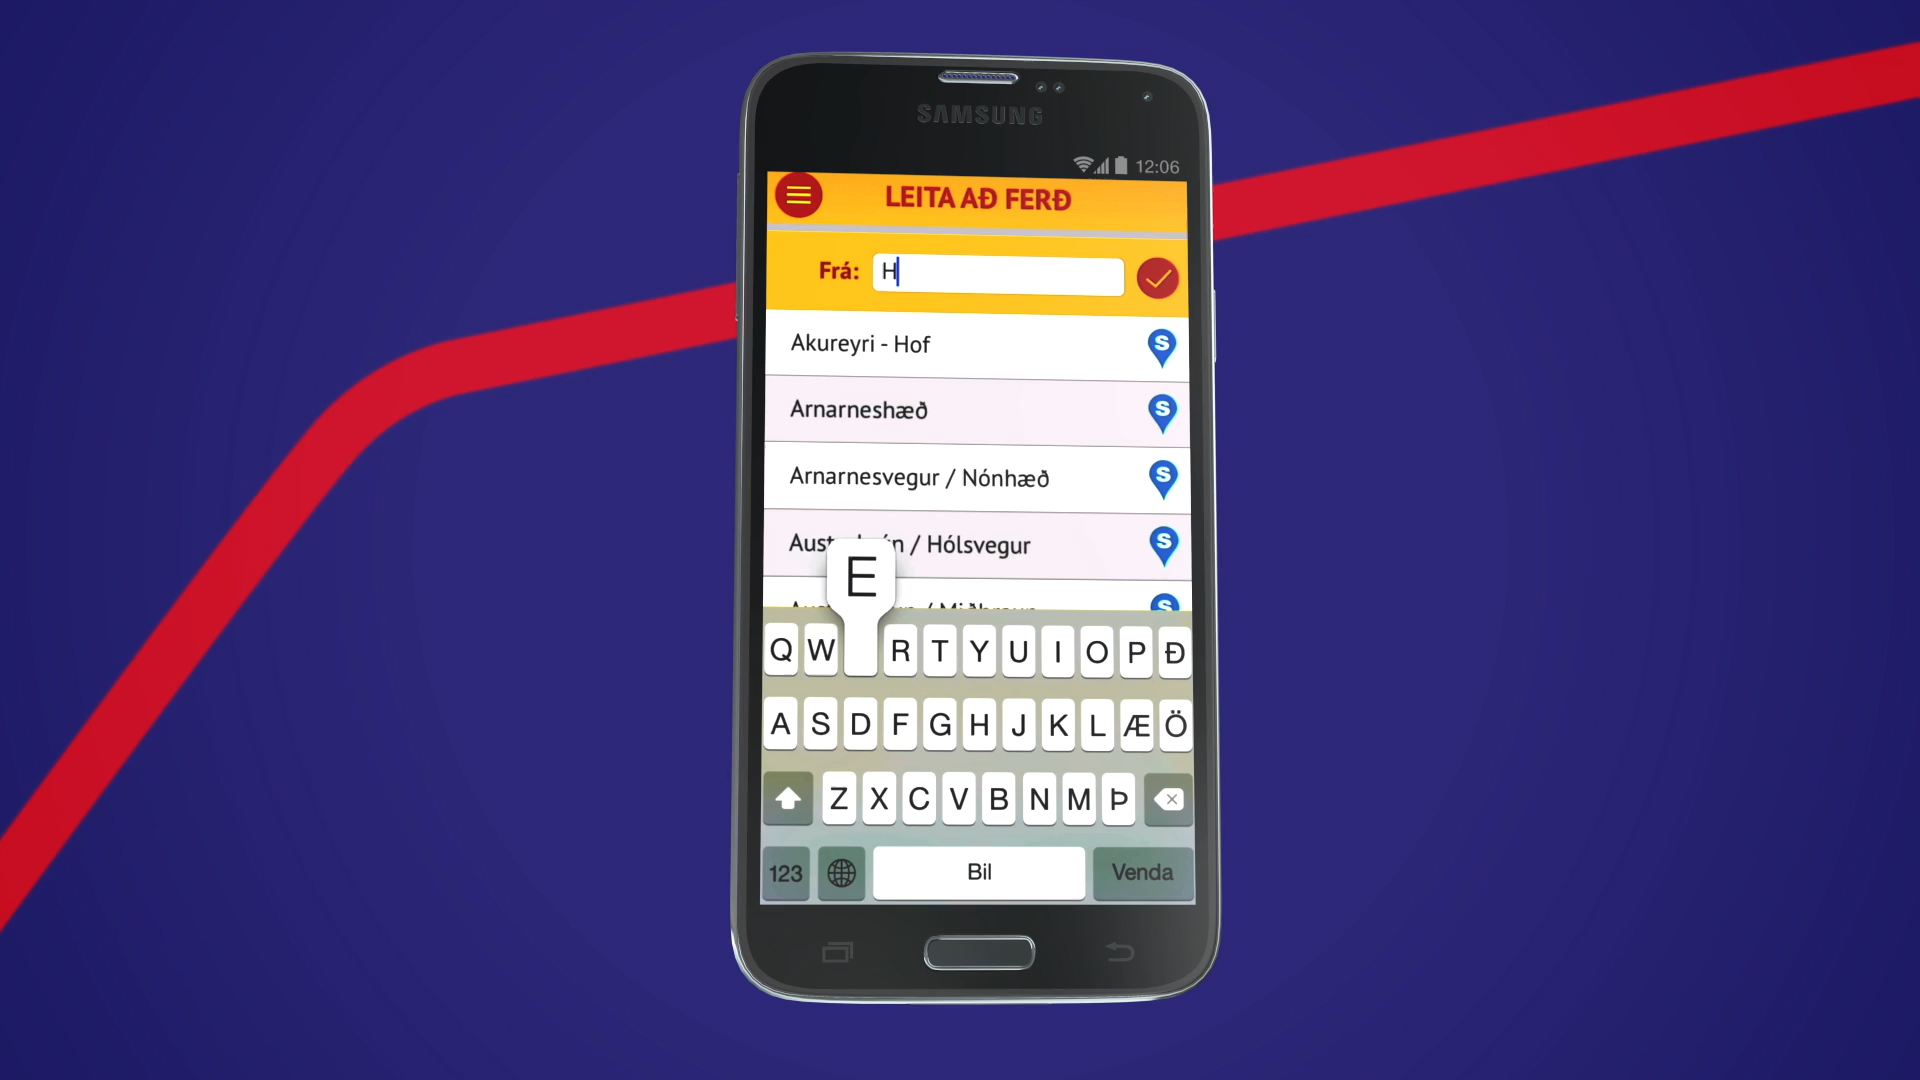 SAMSUNG
12:06
LEITA AÐ FERÐ
Frá: H
Akureyri - Hof
S
Arnarneshæð
S
Arnarnesvegur / Nónhæð
S
/ Hólsvegur
S
E
S
Q W R T Y U I O P Ð
A S D F G H J K L Æ Ö
Z X C V B N M Þ
123 Bil Venda